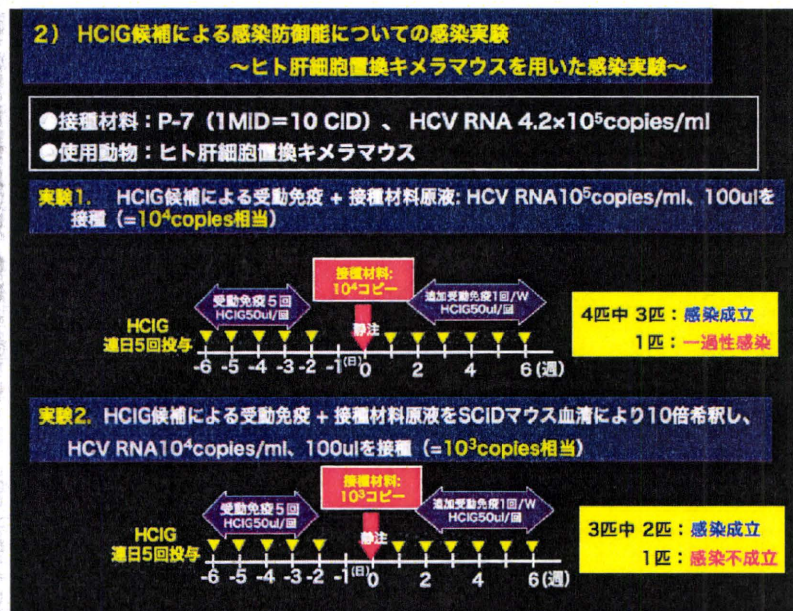 2) HCIG候補による感染防御能についての感染実験
～ヒト肝細胞置換キメラマウスを用いた感染実験～
●接種材料：P-7（1MID＝10 CID）、 HCV RNA 4.2×10⁵copies/ml
●使用動物：ヒト肝細胞置換キメラマウス
実験1. HCIG候補による受動免疫 + 接種材料原液: HCV RNA10⁵copies/ml、100ulを
接種（=10⁴copies相当）
接種材料:
10⁴コピー
受動免疫５回
HCIG50ul/回
追加受動免疫1回/W
HCIG50ul/回
静注
HCIG
連日5回投与
-6 -5 -4 -3 -2 -1 (日) 0 2 4 6 (週)
4匹中 3匹：感染成立
1匹：一過性感染
実験2. HCIG候補による受動免疫 + 接種材料原液をSCIDマウス血清により10倍希釈し、
HCV RNA10⁴copies/ml、100ulを接種（=10³copies相当）
接種材料:
10³コピー
受動免疫５回
HCIG50ul/回
追加受動免疫1回/W
HCIG50ul/回
静注
HCIG
連日5回投与
-6 -5 -4 -3 -2 -1 (日) 0 2 4 6 (週)
3匹中 2匹：感染成立
1匹：感染不成立